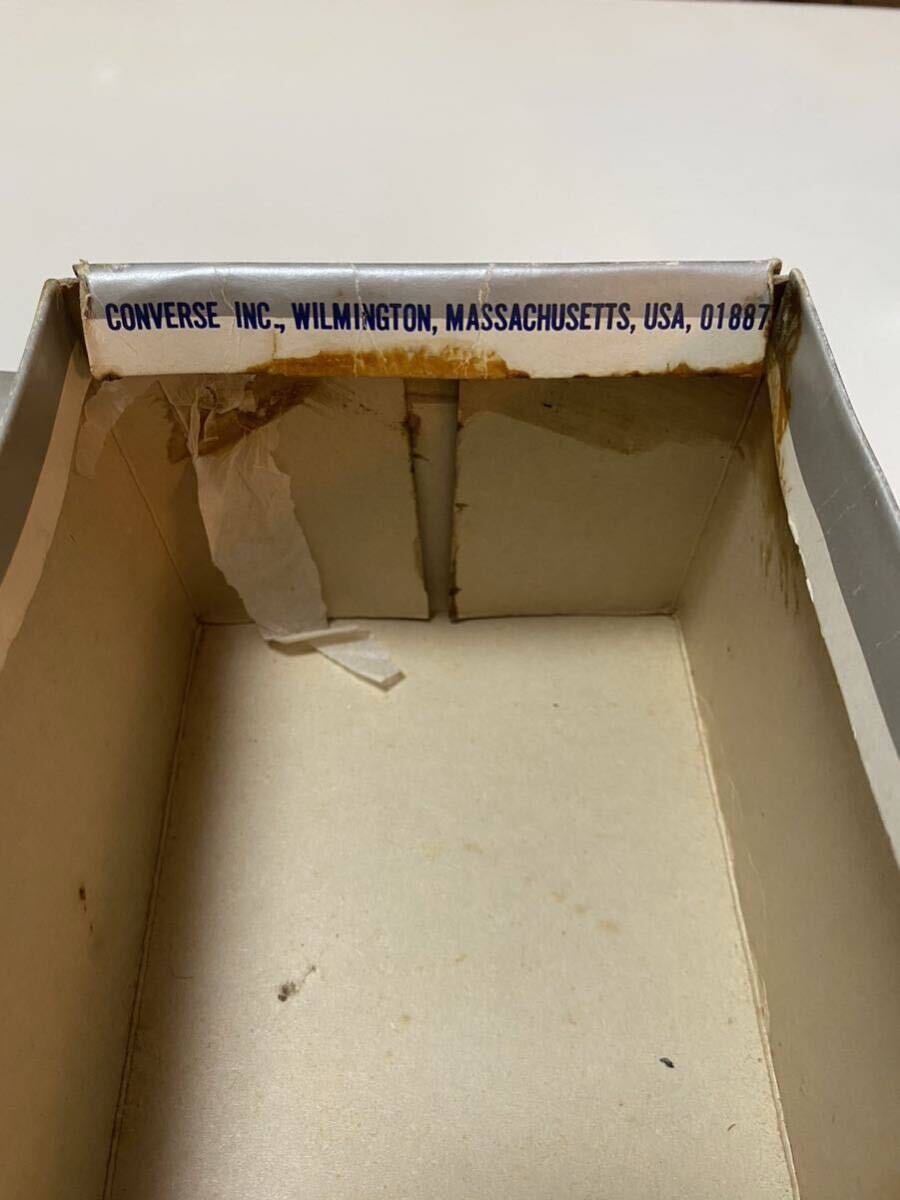 CONVERSE INC., WILMINGTON, MASSACHUSETTS, USA, 01887